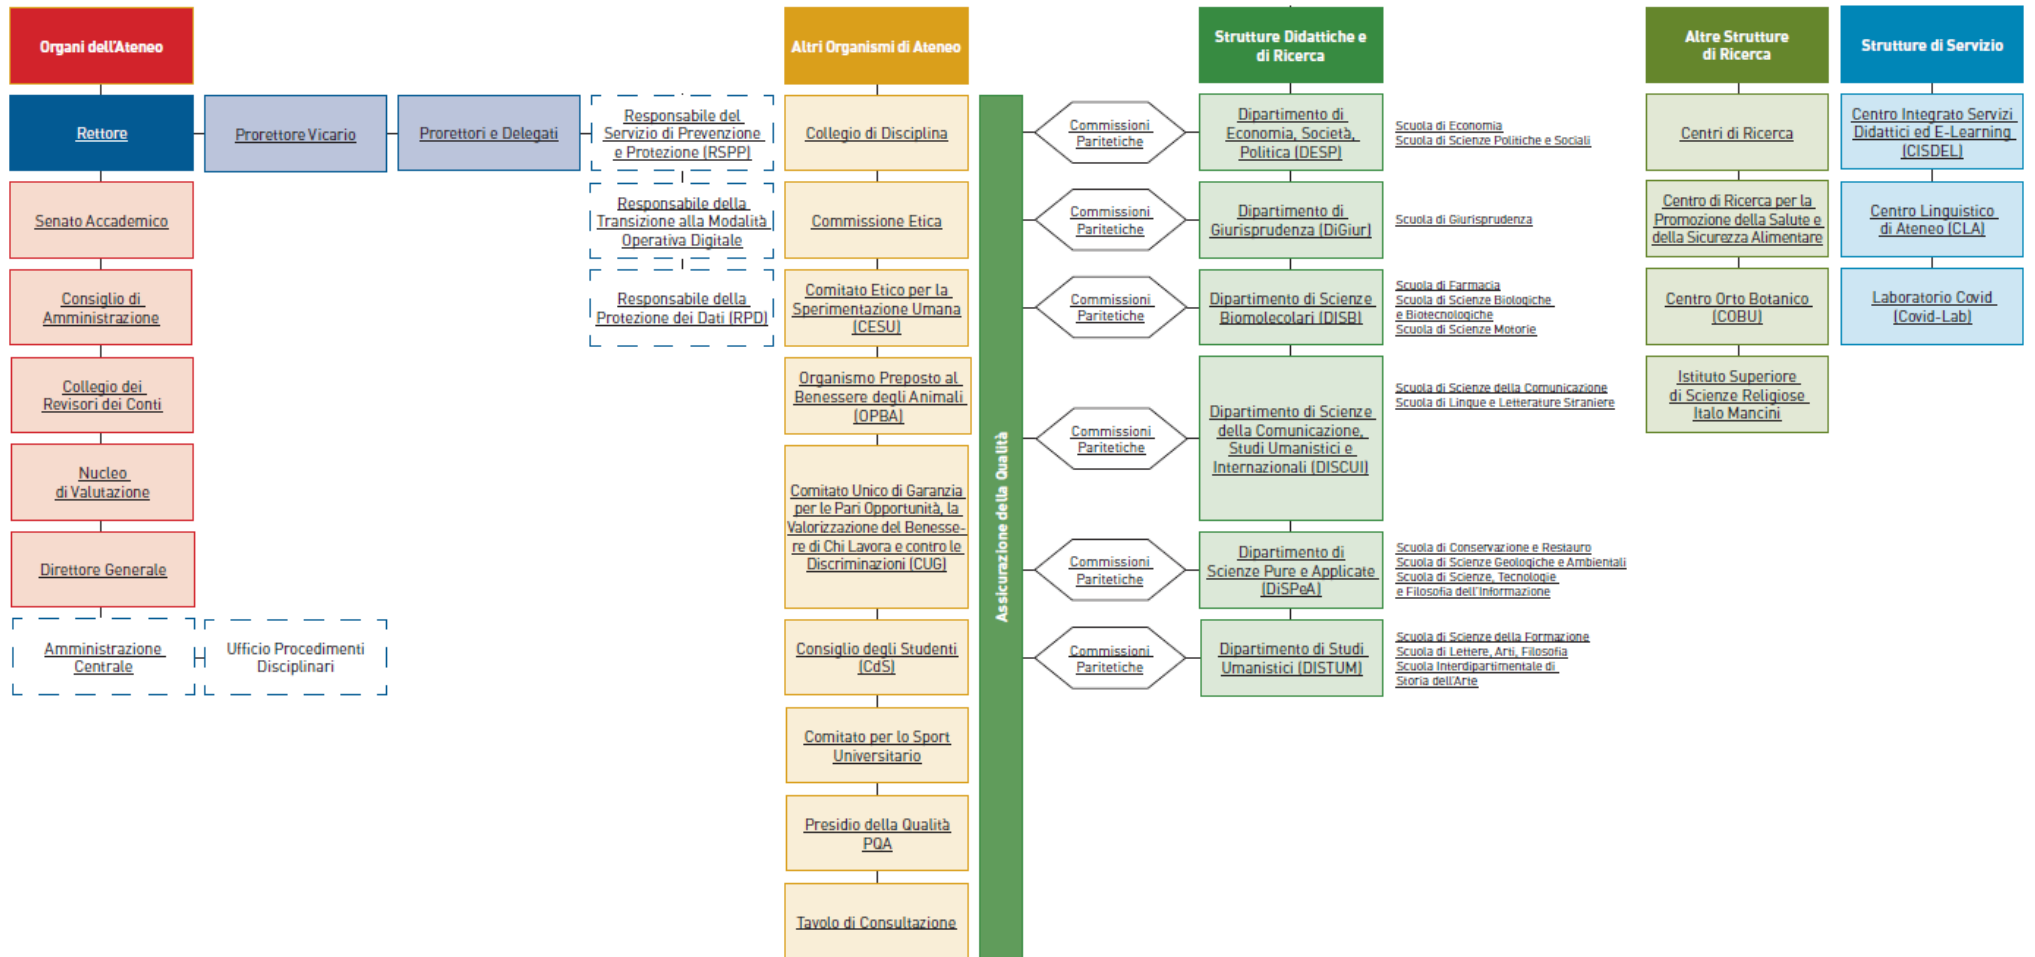 Organi dell'Ateneo
Rettore
Prorettore Vicario
Prorettori e Delegati
Responsabile del
Servizio di Prevenzione
e Protezione (RSPP)
Responsabile della
Transizione alla Modalità
Operativa Digitale
Responsabile della
Protezione dei Dati (RPD)
Senato Accademico
Consiglio di
Amministrazione
Collegio dei
Revisori dei Conti
Nucleo
di Valutazione
Direttore Generale
Amministrazione
Centrale
Ufficio Procedimenti
Disciplinari
Altri Organismi di Ateneo
Collegio di Disciplina
Commissione Etica
Comitato Etico per la
Sperimentazione Umana
(CESU)
Organismo Preposto al
Benessere degli Animali
(OPBA)
Comitato Unico di Garanzia
per le Pari Opportunità, la
Valorizzazione del Benesse-
re di Chi Lavora e contro le
Discriminazioni (CUG)
Consiglio degli Studenti
(CdS)
Comitato per lo Sport
Universitario
Presidio della Qualità
PQA
Tavolo di Consultazione
Assicurazione della Qualità
Strutture Didattiche e
di Ricerca
Commissioni
Paritetiche
Dipartimento di
Economia, Società,
Politica (DESP)
Scuola di Economia
Scuola di Scienze Politiche e Sociali
Commissioni
Paritetiche
Dipartimento di
Giurisprudenza (DiGiur)
Scuola di Giurisprudenza
Commissioni
Paritetiche
Dipartimento di Scienze
Biomolecolari (DISB)
Scuola di Farmacia
Scuola di Scienze Biologiche
e Biotecnologiche
Scuola di Scienze Motorie
Commissioni
Paritetiche
Dipartimento di Scienze
della Comunicazione,
Studi Umanistici e
Internazionali (DISCUI)
Scuola di Scienze della Comunicazione
Scuola di Lingue e Letterature Straniere
Commissioni
Paritetiche
Dipartimento di
Scienze Pure e Applicate
(DiSPeA)
Scuola di Conservazione e Restauro
Scuola di Scienze Geologiche e Ambientali
Scuola di Scienze, Tecnologie
e Filosofia dell'Informazione
Commissioni
Paritetiche
Dipartimento di Studi
Umanistici (DISTUM)
Scuola di Scienze della Formazione
Scuola di Lettere, Arti, Filosofia
Scuola Interdipartimentale di
Storia dell'Arte
Altre Strutture
di Ricerca
Centri di Ricerca
Centro di Ricerca per la
Promozione della Salute e
della Sicurezza Alimentare
Centro Orto Botanico
(COBU)
Istituto Superiore
di Scienze Religiose
Italo Mancini
Strutture di Servizio
Centro Integrato Servizi
Didattici ed E-Learning
(CISDEL)
Centro Linguistico
di Ateneo (CLA)
Laboratorio Covid
(Covid-Lab)